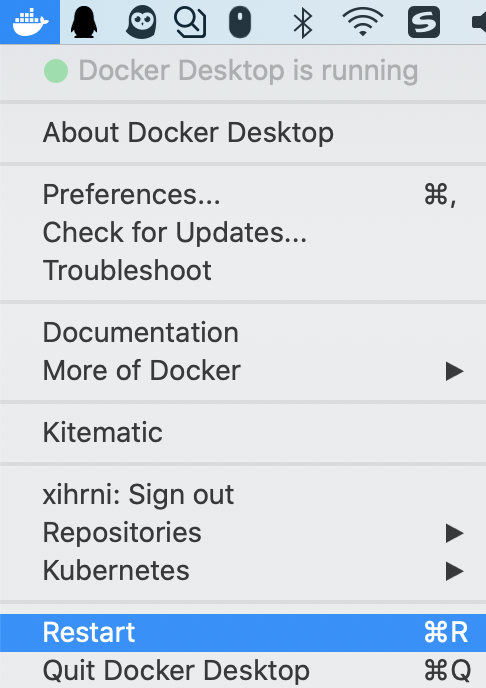 Docker Desktop is running
About Docker Desktop
Preferences... ⌘,
Check for Updates...
Troubleshoot
Documentation
More of Docker ▶
Kitematic
xihrni: Sign out
Repositories ▶
Kubernetes ▶
Restart ⌘R
Quit Docker Desktop ⌘Q